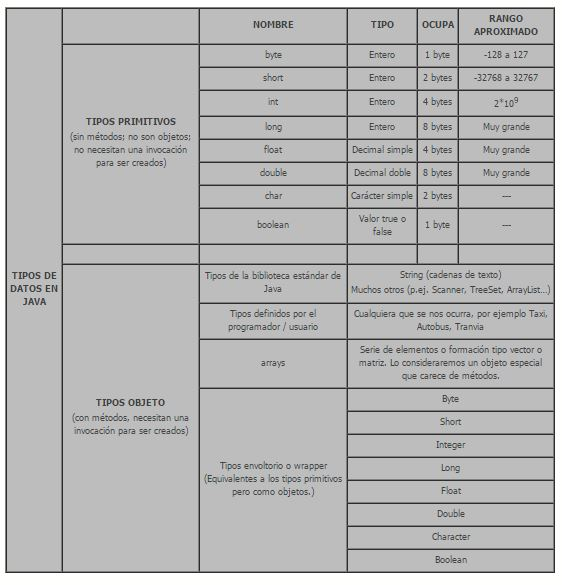 NOMBRE TIPO OCUPA RANGO
APROXIMADO
byte Entero 1 byte -128 a 127
short Entero 2 bytes -32768 a 32767
int Entero 4 bytes 2*10⁹
long Entero 8 bytes Muy grande
float Decimal simple 4 bytes Muy grande
double Decimal doble 8 bytes Muy grande
char Carácter simple 2 bytes ---
boolean Valor true o
false 1 byte ---
TIPOS PRIMITIVOS
(sin métodos; no son objetos;
no necesitan una invocación
para ser creados)
TIPOS DE
DATOS EN
JAVA
TIPOS OBJETO
(con métodos, necesitan una
invocación para ser creados)
Tipos de la biblioteca estándar de
Java
String (cadenas de texto)
Muchos otros (p.ej. Scanner, TreeSet, ArrayList…)
Tipos definidos por el
programador / usuario
Cualquiera que se nos ocurra, por ejemplo Taxi,
Autobus, Tranvia
arrays
Serie de elementos o formación tipo vector o
matriz. Lo consideraremos un objeto especial
que carece de métodos.
Tipos envoltorio o wrapper
(Equivalentes a los tipos primitivos
pero como objetos.)
Byte
Short
Integer
Long
Float
Double
Character
Boolean